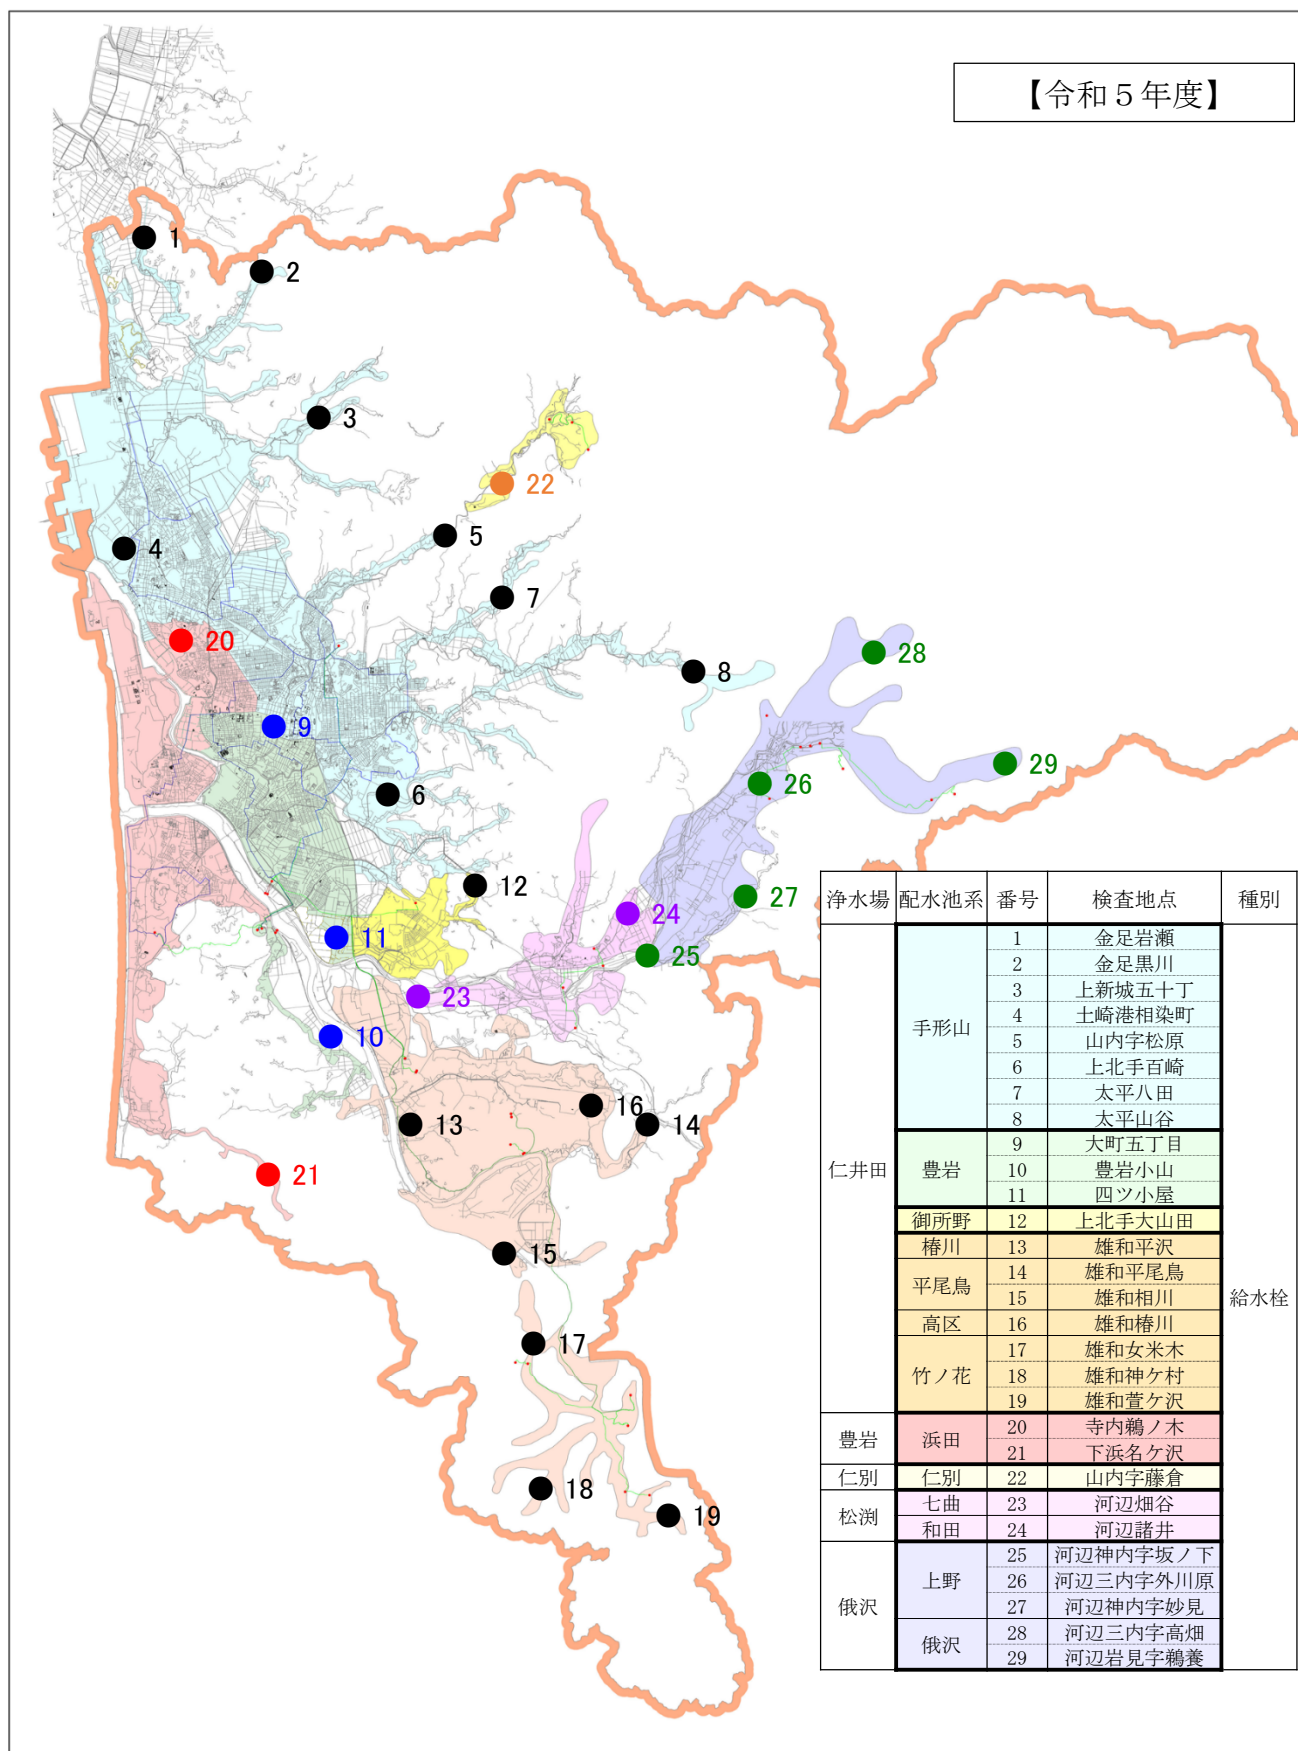 【令和５年度】
1
2
3
22
5
4
7
20
8
28
9
29
26
6
12
27
24
11
25
23
10
16
13
14
21
15
17
18
19
浄水場 配水池系 番号 検査地点 種別
仁井田 手形山 1 金足岩瀬 給水栓
2 金足黒川
3 上新城五十丁
4 土崎港相染町
5 山内字松原
6 上北手百崎
7 太平八田
8 太平山谷
豊岩 9 大町五丁目
10 豊岩小山
11 四ツ小屋
御所野 12 上北手大山田
椿川 13 雄和平沢
平尾鳥 14 雄和平尾鳥
15 雄和相川
高区 16 雄和椿川
竹ノ花 17 雄和女米木
18 雄和神ケ村
19 雄和萱ケ沢
豊岩 浜田 20 寺内鵜ノ木
21 下浜名ケ沢
仁別 仁別 22 山内字藤倉
松渕 七曲 23 河辺畑谷
和田 24 河辺諸井
俄沢 上野 25 河辺神内字坂ノ下
26 河辺三内字外川原
27 河辺神内字妙見
俄沢 28 河辺三内字高畑
29 河辺岩見字鵜養